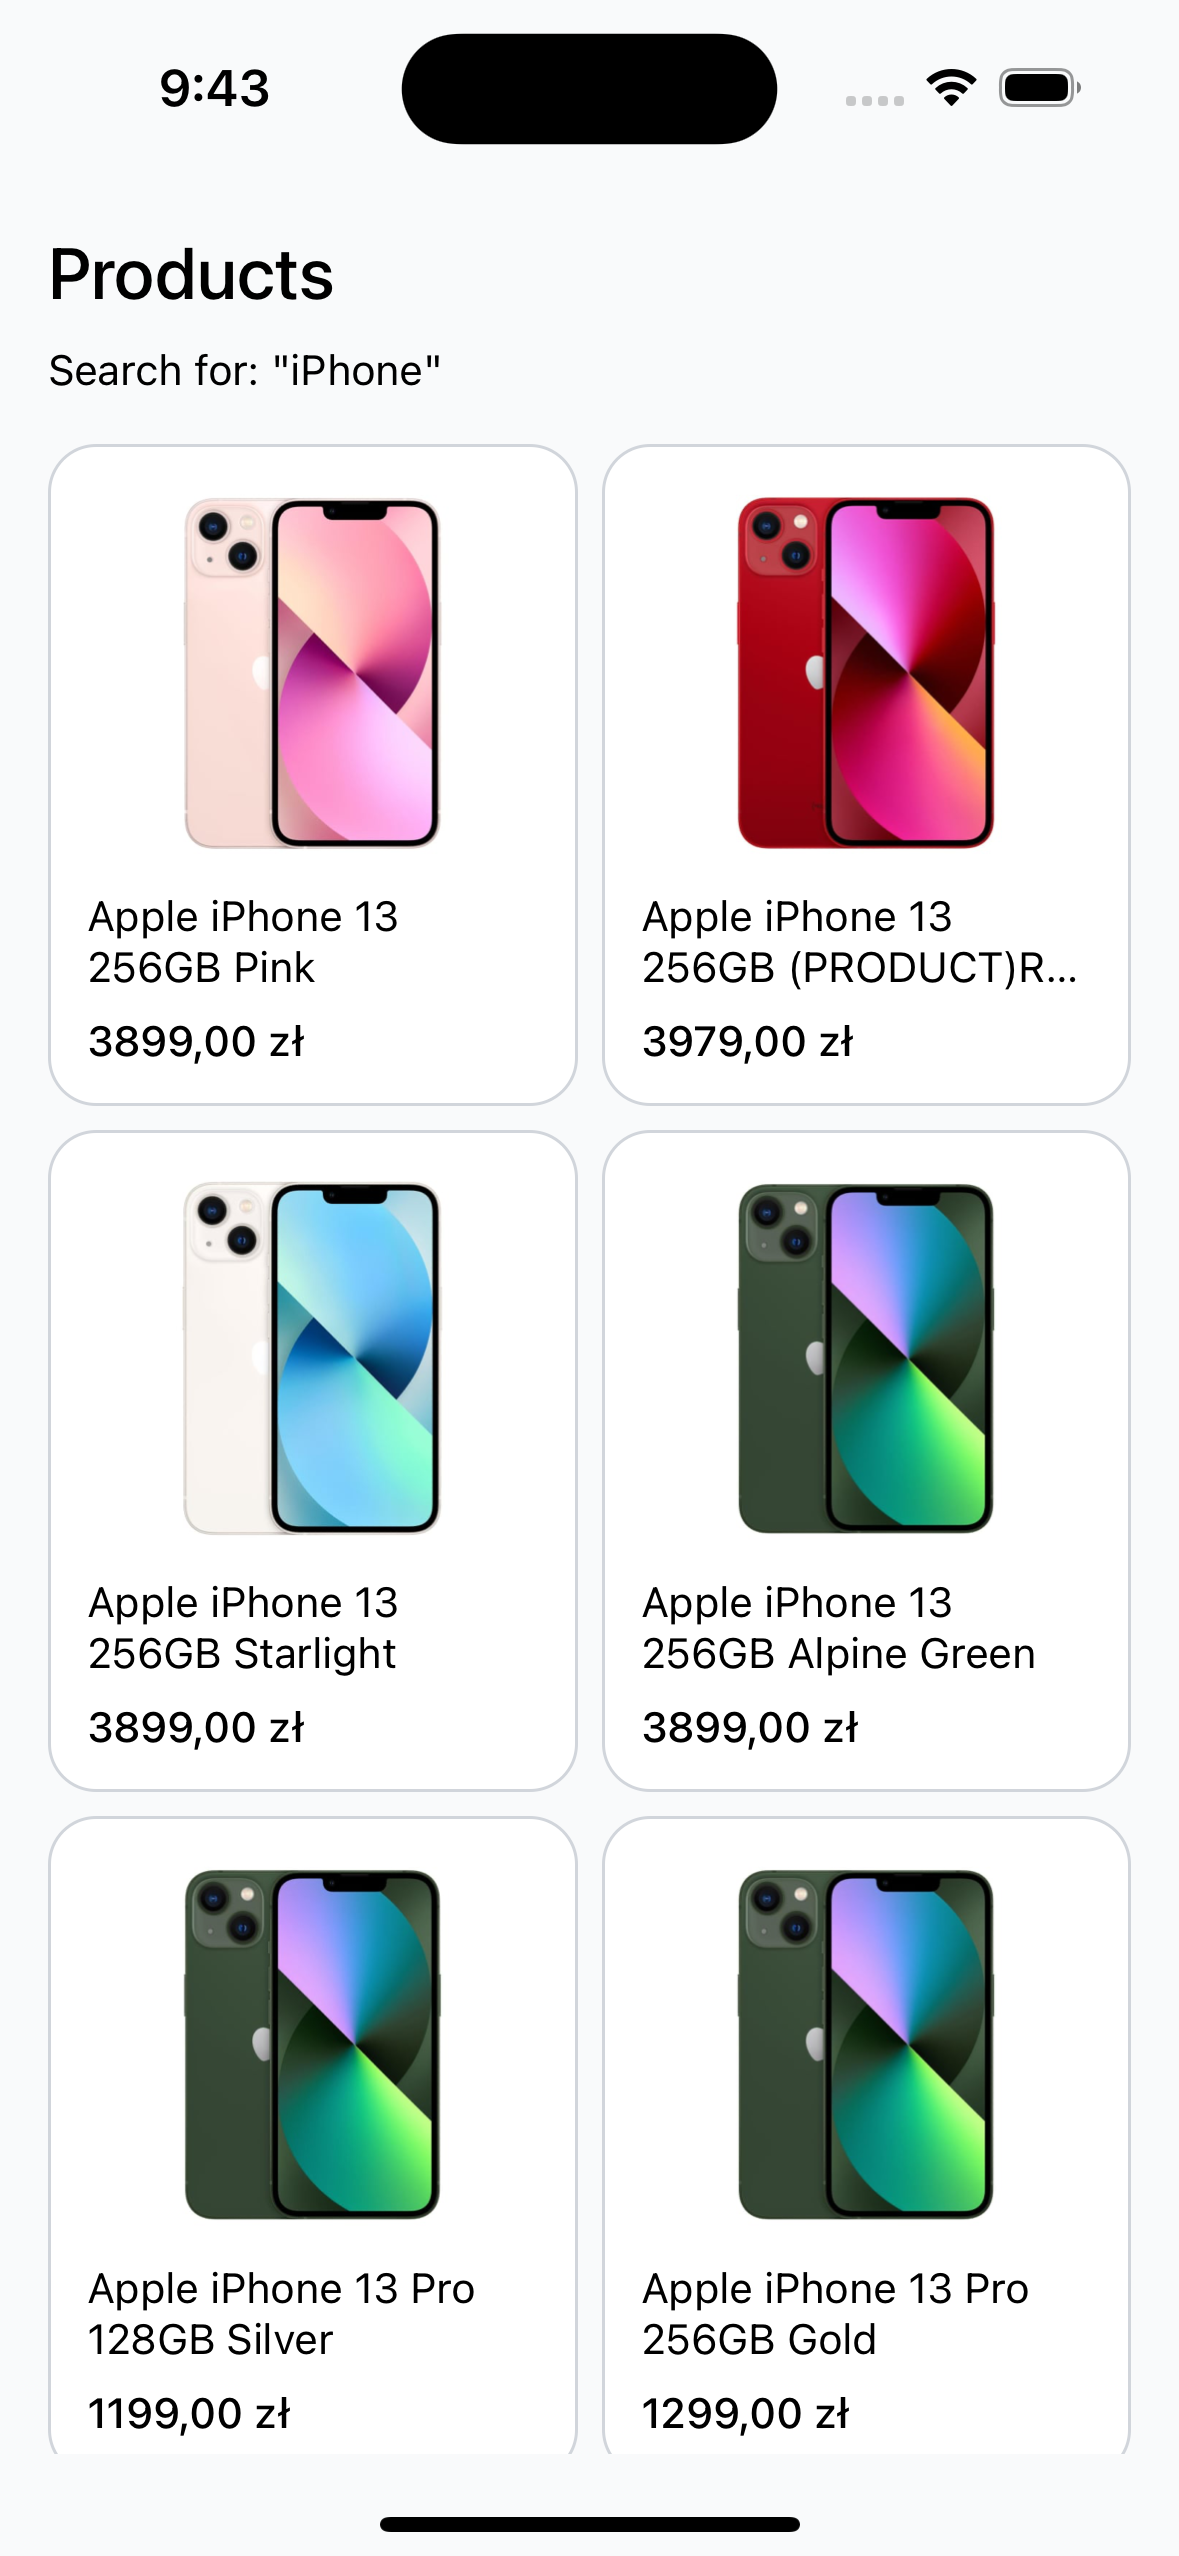 9:43
Products
Search for: "iPhone"
Apple iPhone 13
256GB Pink
3899,00 zł
Apple iPhone 13
256GB (PRODUCT)R...
3979,00 zł
Apple iPhone 13
256GB Starlight
3899,00 zł
Apple iPhone 13
256GB Alpine Green
3899,00 zł
Apple iPhone 13 Pro
128GB Silver
1199,00 zł
Apple iPhone 13 Pro
256GB Gold
1299,00 zł